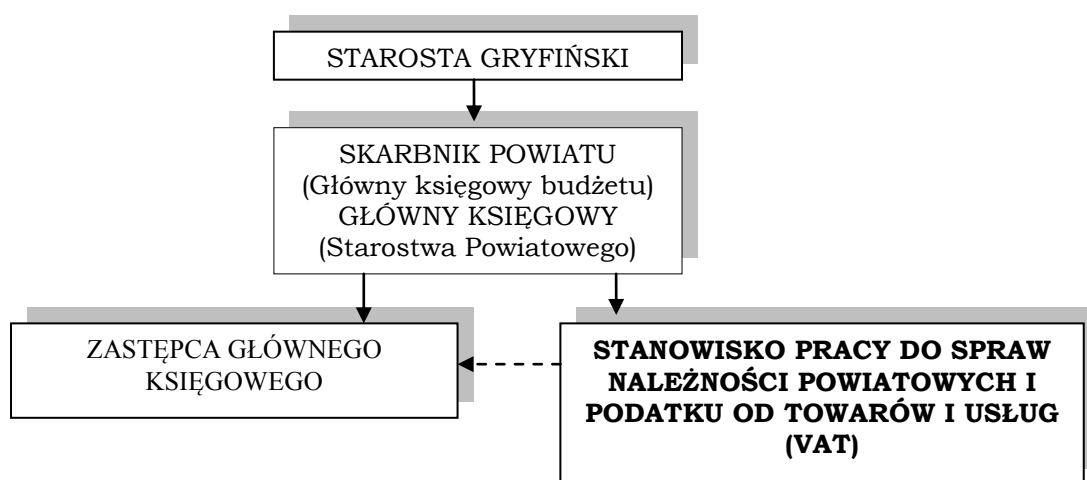 STAROSTA GRYFIŃSKI
SKARBNIK POWIATU
(Główny księgowy budżetu)
GŁÓWNY KSIĘGOWY
(Starostwa Powiatowego)
ZASTĘPCA GŁÓWNEGO
KSIĘGOWEGO
STANOWISKO PRACY DO SPRAW
NALEŻNOŚCI POWIATOWYCH I
PODATKU OD TOWARÓW I USŁUG
(VAT)